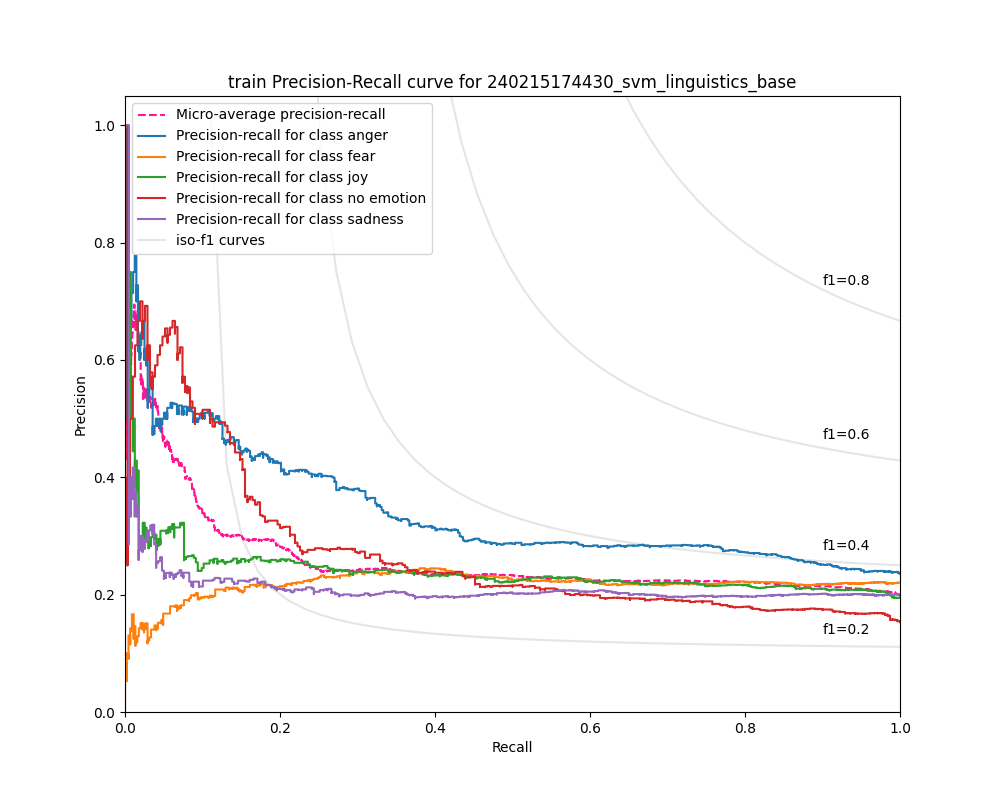 train Precision-Recall curve for 240215174430_svm_linguistics_base
Micro-average precision-recall
Precision-recall for class anger
Precision-recall for class fear
Precision-recall for class joy
Precision-recall for class no emotion
Precision-recall for class sadness
iso-f1 curves
1.0
0.8
0.6
0.4
0.2
0.0
Precision
f1=0.8
f1=0.6
f1=0.4
f1=0.2
0.0 0.2 0.4 0.6 0.8 1.0
Recall